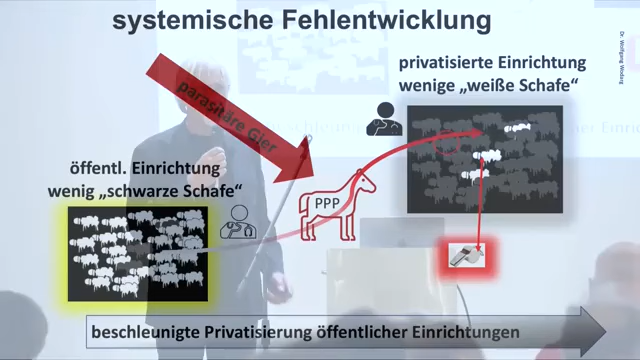 systemische Fehlentwicklung
Dr. Wolfgang Wodarg
privatisierte Einrichtung
wenige „weiße Schafe“
parasitäre Gier
öffentl. Einrichtung
wenig „schwarze Schafe“
PPP
beschleunigte Privatisierung öffentlicher Einrichtungen